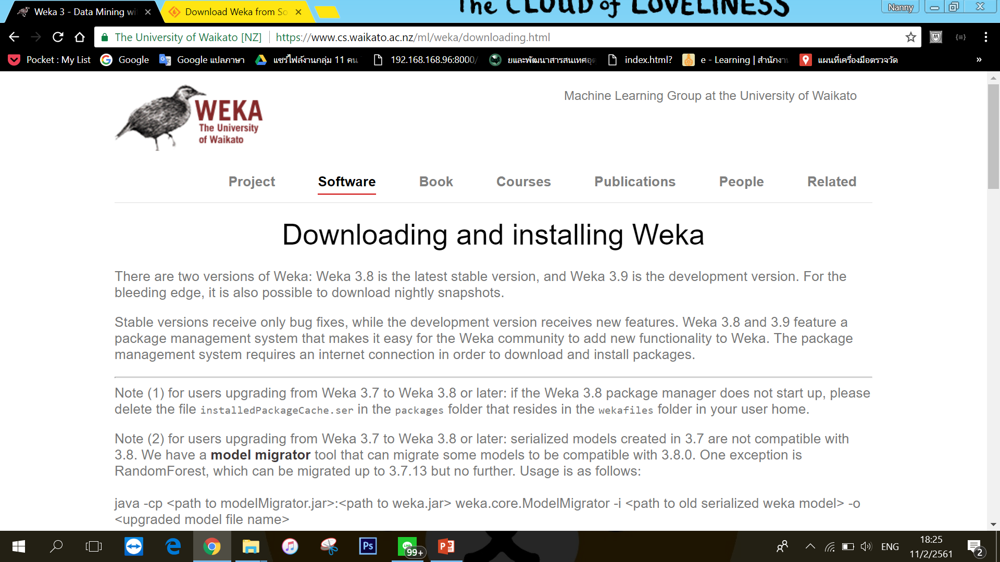 The CLOUD of LOVELINESS
Nanny
Weka 3 - Data Mining wi
Download Weka from So
The University of Waikato [NZ]
https://www.cs.waikato.ac.nz/ml/weka/downloading.html
Pocket : My List
Google
Google แปลภาษา
แชร์ไฟล์งานกลุ่ม 11 คน
192.168.168.96:8000/
ยและพัฒนาสารสนเทศอุต
index.html?
e - Learning | สำนักงาน
แผนที่เครื่องมือตรวจวัด
»
WEKA
The University
of Waikato
Machine Learning Group at the University of Waikato
Project Software Book Courses Publications People Related
Downloading and installing Weka
There are two versions of Weka: Weka 3.8 is the latest stable version, and Weka 3.9 is the development version. For the
bleeding edge, it is also possible to download nightly snapshots.
Stable versions receive only bug fixes, while the development version receives new features. Weka 3.8 and 3.9 feature a
package management system that makes it easy for the Weka community to add new functionality to Weka. The package
management system requires an internet connection in order to download and install packages.
Note (1) for users upgrading from Weka 3.7 to Weka 3.8 or later: if the Weka 3.8 package manager does not start up, please
delete the file installedPackageCache.ser in the packages folder that resides in the wekafiles folder in your user home.
Note (2) for users upgrading from Weka 3.7 to Weka 3.8 or later: serialized models created in 3.7 are not compatible with
3.8. We have a model migrator tool that can migrate some models to be compatible with 3.8.0. One exception is
RandomForest, which can be migrated up to 3.7.13 but no further. Usage is as follows:
java -cp <path to modelMigrator.jar>:<path to weka.jar> weka.core.ModelMigrator -i <path to old serialized weka model> -o
<upgraded model file name>
Ps
LINE
99+
P
ENG
18:25
11/2/2561
2